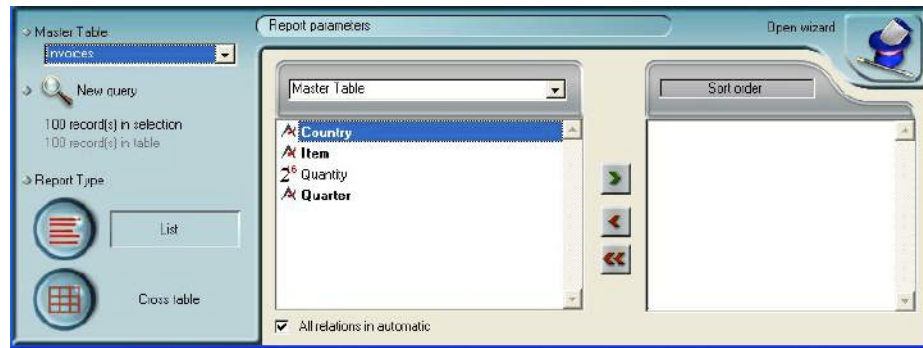 Master Table
Invoices
New query
100 record(s) in selection
100 record(s) in table
Report Type
List
Cross table
Report parameters
Open wizard
Master Table
Country
Item
2⁶ Quantity
Quarter
All relations in automatic
Sort order